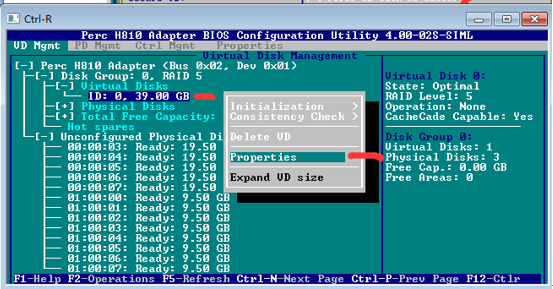 Ctrl-R
Perc H810 Adapter BIOS Configuration Utility 4.00-02S-SIML
VD Mgmt PD Mgmt Ctrl Mgmt Properties
Virtual Disk Management
[-] Perc H810 Adapter (Bus 0x02, Dev 0x01)
[-] Disk Group: 0, RAID 5
[-] Virtual Disks
ID: 0, 39.00 GB
[+] Physical Disks
[+] Total Free Capacity:
Hot spares
[-] Unconfigured Physical Di
00:00:03: Ready: 19.50
00:00:04: Ready: 19.50
00:00:05: Ready: 19.50
00:00:06: Ready: 19.50
00:00:07: Ready: 19.50
01:00:00: Ready: 9.50 GB
01:00:01: Ready: 9.50 GB
01:00:02: Ready: 9.50 GB
01:00:03: Ready: 9.50 GB
01:00:04: Ready: 9.50 GB
01:00:05: Ready: 9.50 GB
01:00:06: Ready: 9.50 GB
01:00:07: Ready: 9.50 GB
Initialization >
Consistency Check >
Delete VD
Properties
Expand VD size
Virtual Disk 0:
State: Optimal
RAID Level: 5
Operation: None
CacheCade Capable: Yes
Disk Group 0:
Virtual Disks: 1
Physical Disks: 3
Free Cap.: 0.00 GB
Free Areas: 0
F1-Help F2-Operations F5-Refresh Ctrl-N-Next Page Ctrl-P-Prev Page F12-Ctlr